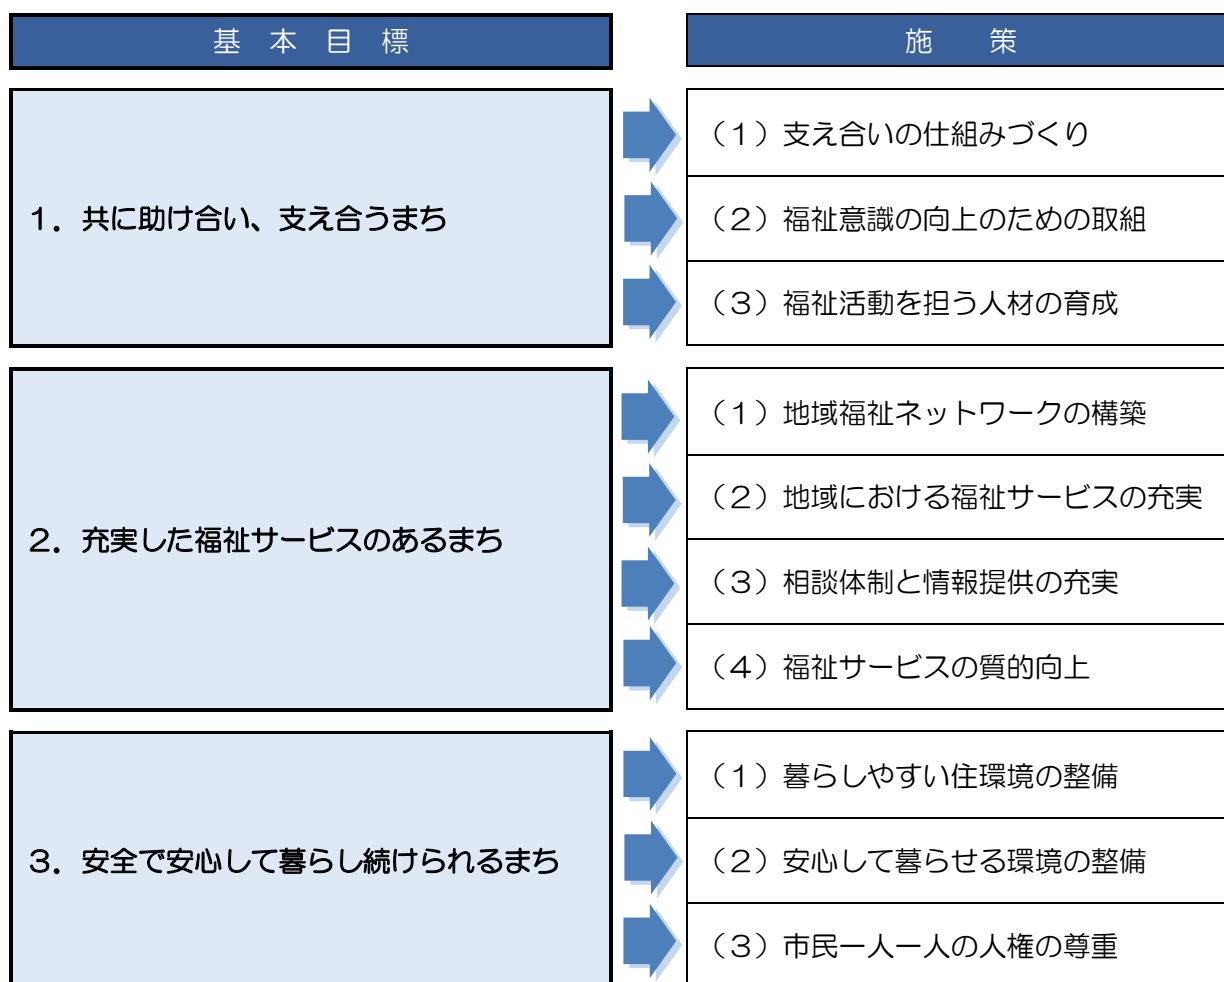 基本目標
施策
1．共に助け合い、支え合うまち
（1）支え合いの仕組みづくり
（2）福祉意識の向上のための取組
（3）福祉活動を担う人材の育成
2．充実した福祉サービスのあるまち
（1）地域福祉ネットワークの構築
（2）地域における福祉サービスの充実
（3）相談体制と情報提供の充実
（4）福祉サービスの質的向上
3．安全で安心して暮らし続けられるまち
（1）暮らしやすい住環境の整備
（2）安心して暮らせる環境の整備
（3）市民一人一人の人権の尊重